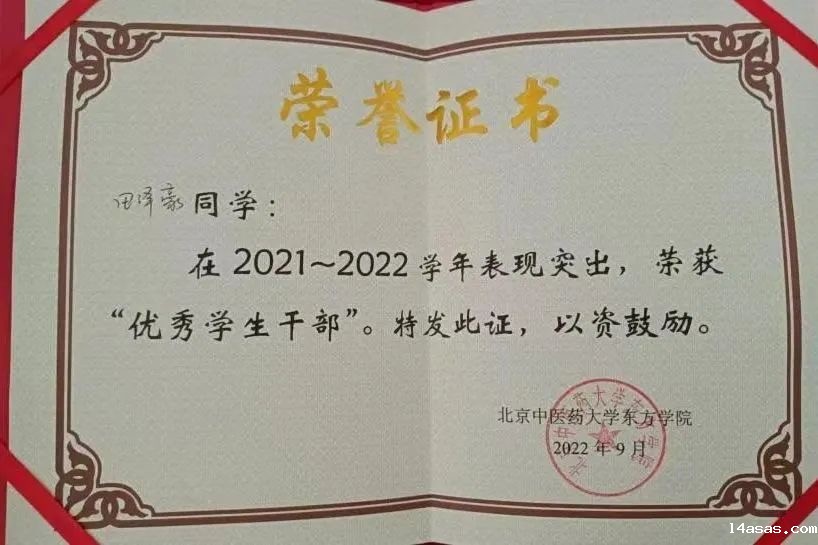 荣誉证书
田泽豪同学：
在2021~2022学年表现突出，荣获
“优秀学生干部”。特发此证，以资鼓励。
北京中医药大学东方学院
2022年9月
14asas.com